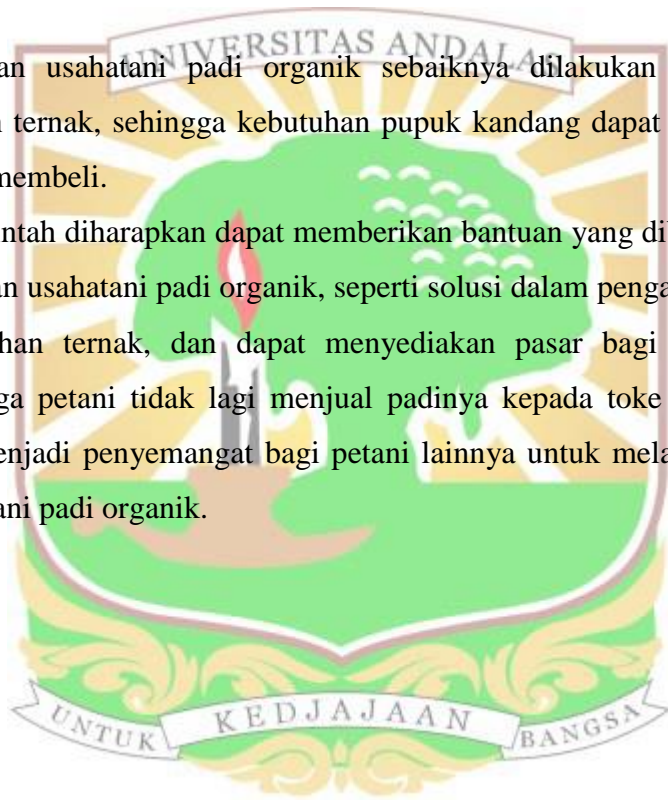 UNIVERSITAS ANDALAS
an usahatani padi organik sebaiknya dilakukan
n ternak, sehingga kebutuhan pupuk kandang dapat
membeli.
ntah diharapkan dapat memberikan bantuan yang di
an usahatani padi organik, seperti solusi dalam penga
han ternak, dan dapat menyediakan pasar bagi
ga petani tidak lagi menjual padinya kepada toke
enjadi penyemangat bagi petani lainnya untuk mela
ani padi organik.
UNTUK KEDJAJAAN BANGSA